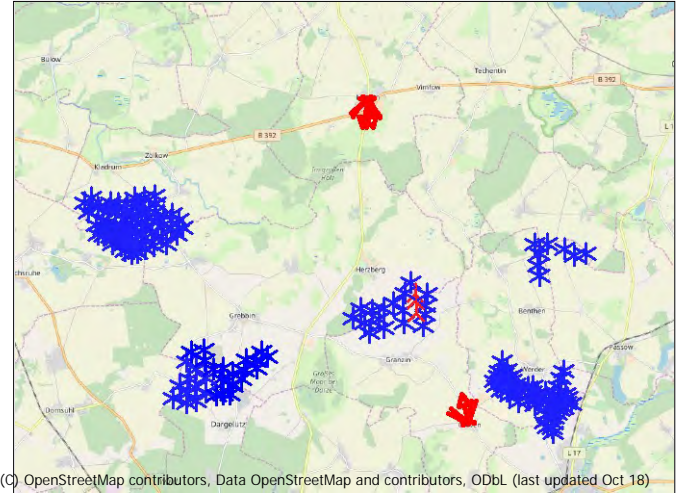 Bülow
Techentin
B 392
Vimfow
L 1
B 392
Zölkow
Kladrum
Herzberg
Grebbin
Benthen
Passow
Granzin
Werder
Domsühl
Dargelütz
L 17
(C) OpenStreetMap contributors, Data OpenStreetMap and contributors, ODbL (last updated Oct 18)